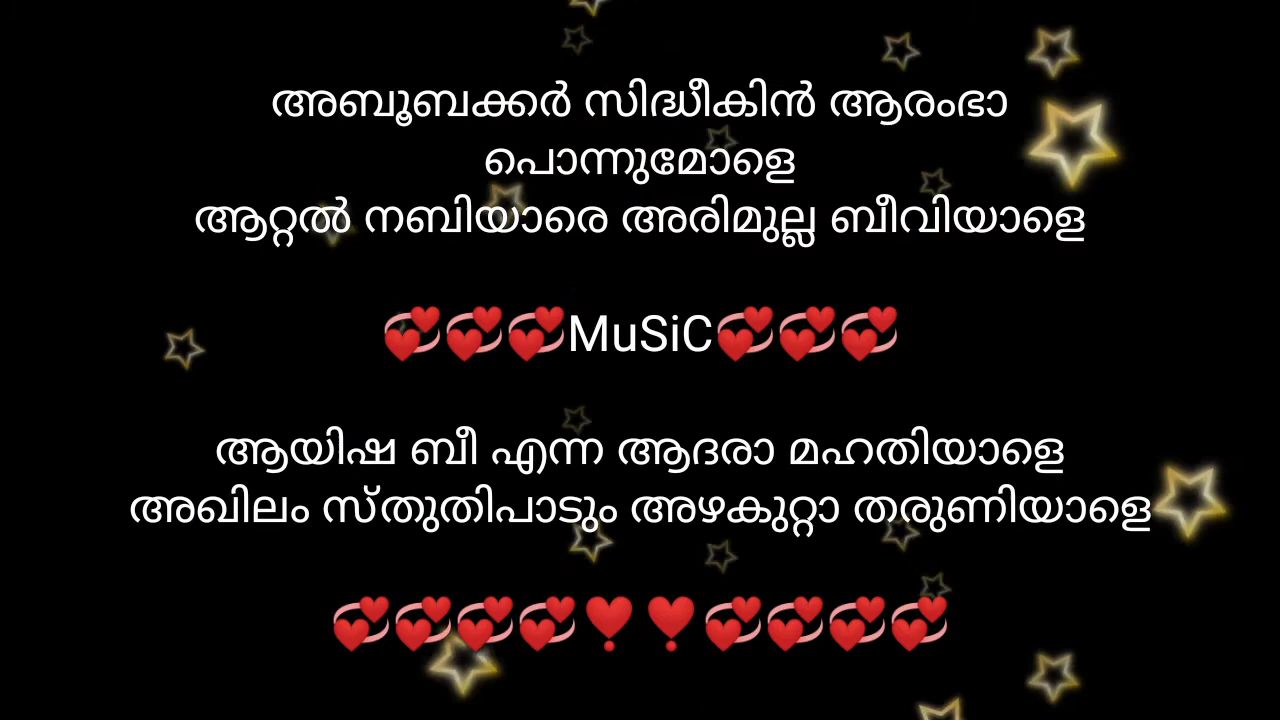 അബൂബക്കർ സിദ്ധീകിൻ ആരംഭാ
പൊന്നുമോളെ
ആറ്റൽ നബിയാരെ അരിമുല്ല ബീവിയാളെ
💞💞💞MuSiC💞💞💞
ആയിഷ ബീ എന്ന ആദരാ മഹതിയാളെ
അഖിലം സ്തുതിപാടും അഴകുറ്റാ തരുണിയാളെ
💞💞💞💞❣️❣️💞💞💞💞